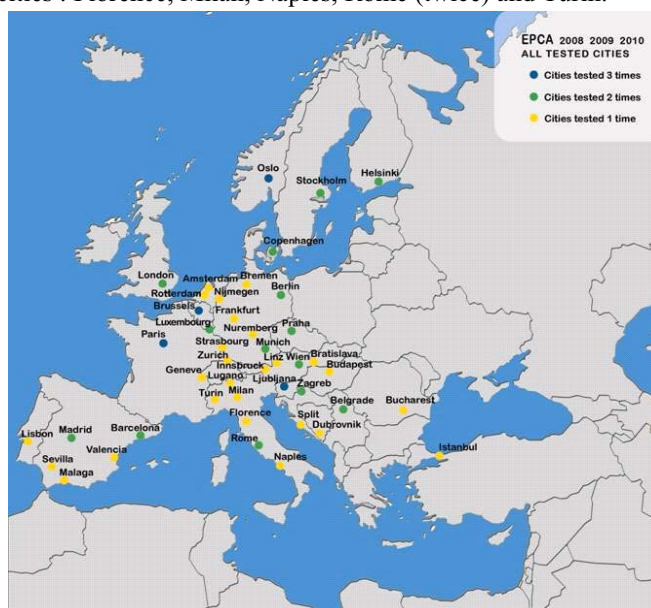 cities : Florence, Milan, Naples, Rome (twice) and Turin.
EPCA 2008 2009 2010
ALL TESTED CITIES
Cities tested 3 times
Cities tested 2 times
Cities tested 1 time
Oslo
Helsinki
Stockholm
Copenhagen
London
Amsterdam
Bremen
Rotterdam
Nijmegen
Berlin
Brussels
Frankfurt
Luxembourg
Nuremberg
Praha
Paris
Strasbourg
Munich
Zurich
Linz
Wien
Bratislava
Geneve
Innsbruck
Budapest
Lugano
Ljubljana
Zagreb
Turin
Milan
Belgrade
Bucharest
Florence
Split
Dubrovnik
Lisbon
Madrid
Barcelona
Rome
Istanbul
Sevilla
Valencia
Naples
Malaga